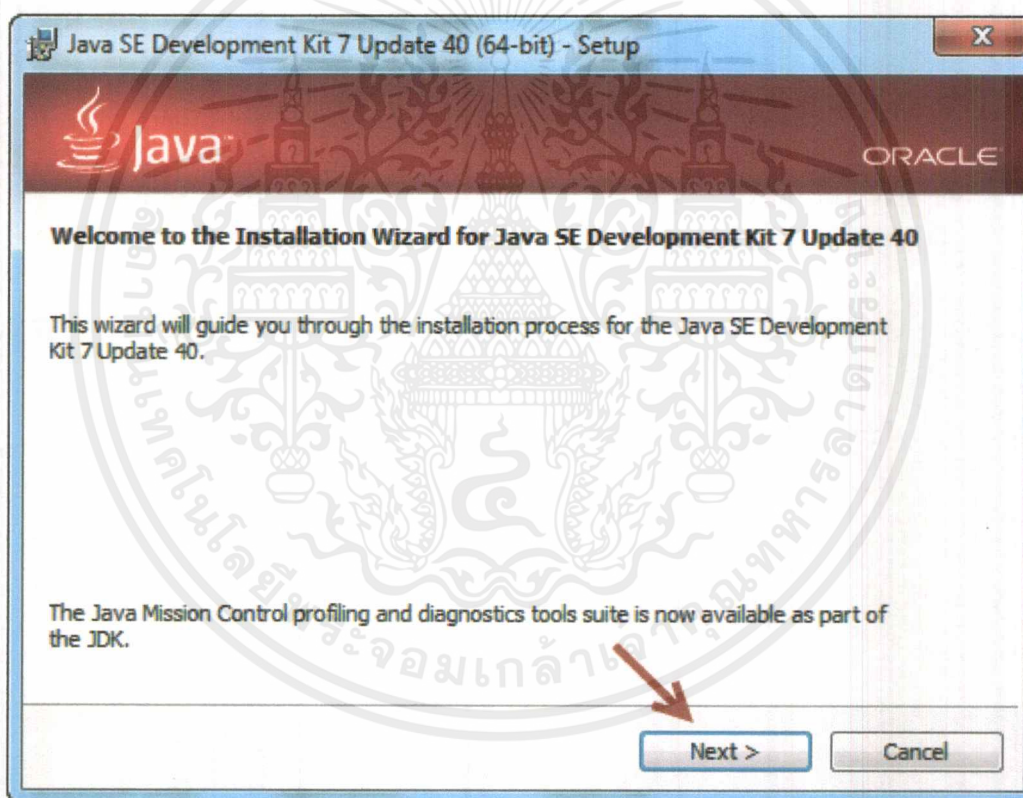 Java SE Development Kit 7 Update 40 (64-bit) - Setup
Java
ORACLE
Welcome to the Installation Wizard for Java SE Development Kit 7 Update 40
This wizard will guide you through the installation process for the Java SE Development
Kit 7 Update 40.
The Java Mission Control profiling and diagnostics tools suite is now available as part of
the JDK.
Next >
Cancel